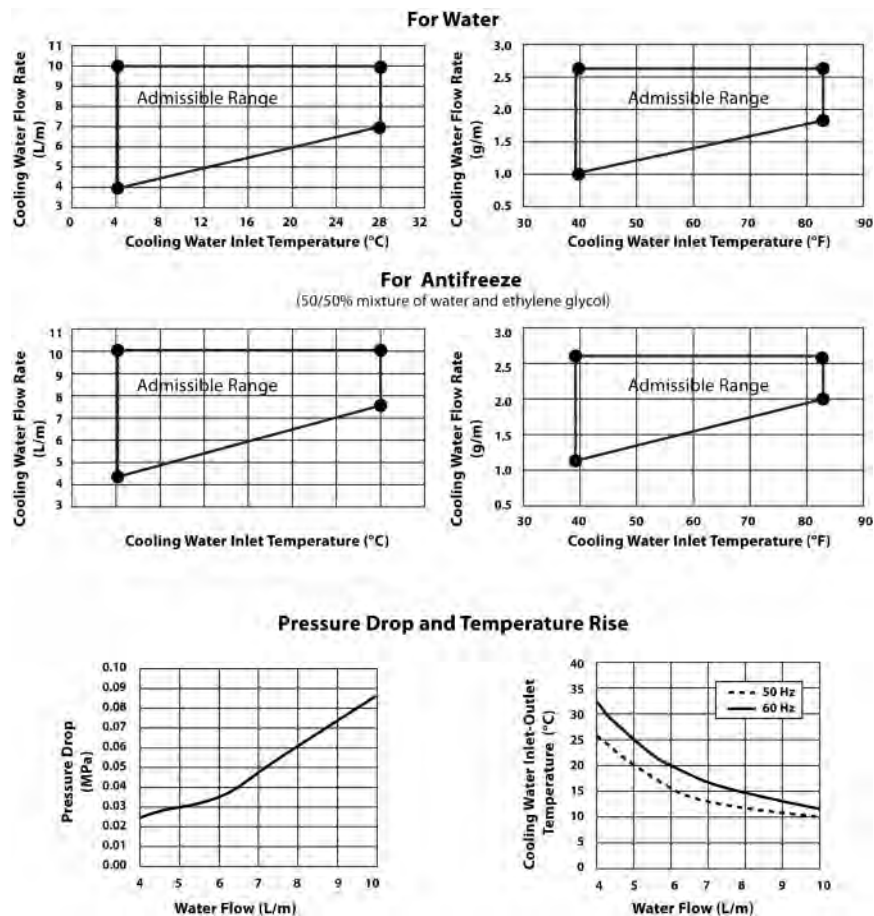 For Water
Cooling Water Flow Rate
(L/m)
11
10
9
8
7
6
5
4
3
Admissible Range
0 4 8 12 16 20 24 28 32
Cooling Water Inlet Temperature (°C)
Cooling Water Flow Rate
(g/m)
3.0
2.5
2.0
1.5
1.0
0.5
Admissible Range
30 40 50 60 70 80 90
Cooling Water Inlet Temperature (°F)
For Antifreeze
(50/50% mixture of water and ethylene glycol)
Cooling Water Flow Rate
(L/m)
11
10
9
8
7
6
5
4
3
Admissible Range
Cooling Water Inlet Temperature (°C)
Cooling Water Flow Rate
(g/m)
3.0
2.5
2.0
1.5
1.0
0.5
Admissible Range
30 40 50 60 70 80 90
Cooling Water Inlet Temperature (°F)
Pressure Drop and Temperature Rise
Pressure Drop
(MPa)
0.10
0.09
0.08
0.06
0.05
0.04
0.03
0.02
0.01
0.00
4 5 6 7 8 9 10
Water Flow (L/m)
Cooling Water Inlet-Outlet
Temperature (°C)
40
35
30
25
20
15
10
5
0
50 Hz
60 Hz
4 5 6 7 8 9 10
Water Flow (L/m)